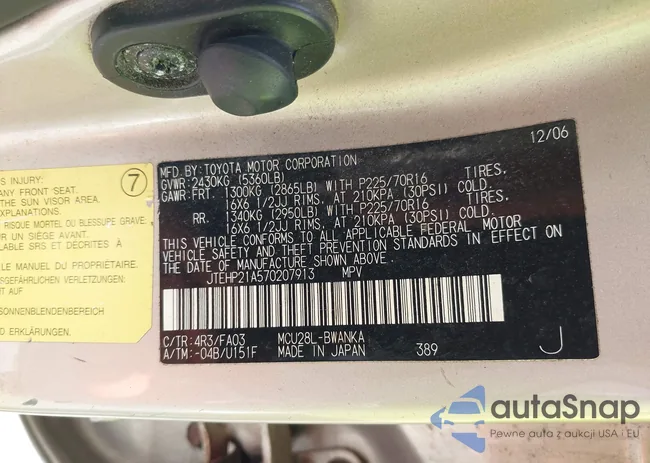 12/06
MFD.BY:TOYOTA MOTOR CORPORATION
GVWR:2430KG (5360LB)
GAWR:FRT. 1300KG (2865LB) WITH P225/70R16 TIRES,
16X6 1/2JJ RIMS, AT 210KPA (30PSI) COLD
RR. 1340KG (2950LB) WITH P225/70R16 TIRES,
16X6 1/2JJ RIMS, AT 210KPA (30PSI) COLD
THIS VEHICLE CONFORMS TO ALL APPLICABLE FEDERAL MOTOR
VEHICLE SAFETY AND THEFT PREVENTION STANDARDS IN EFFECT ON
THE DATE OF MANUFACTURE SHOWN ABOVE.
JTEHP21A570207913 MPV
C/TR: 4R3/FA03 MCU28L-BWANKA
A/TM: -04B/U151F MADE IN JAPAN 389 J
7
INJURY:
ANY FRONT SEAT.
THE SUN VISOR AREA.
RISQUE MORTEL OU BLESSURE GRAVE.
UN SIÈGE AVANT.
SRS ET DÉCRITES À
LE MANUEL DU PROPRIÉTAIRE.
VERLETZUNGEN:
AUF
SONNENBLENDENBEREICH
ERKLÄRUNG.
autaSnap
Pewne auta z aukcji USA i EU